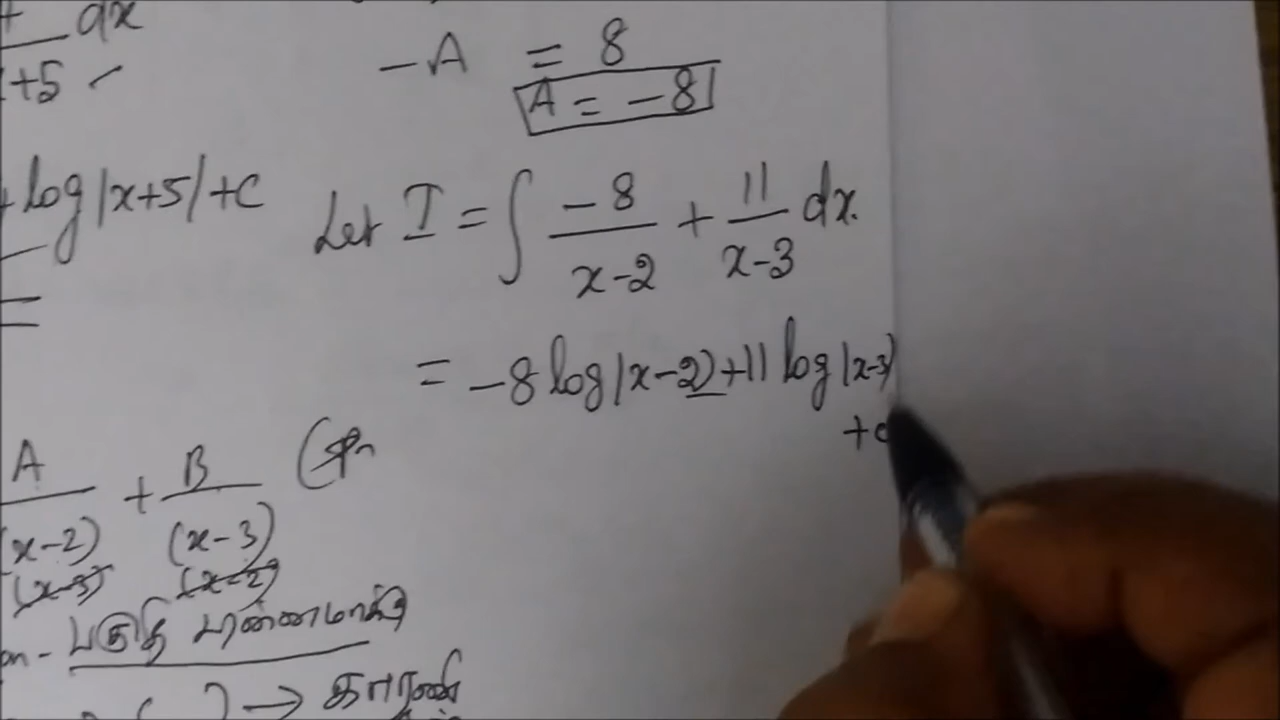 dx
+5
log|x+5|+c
-A = 8
A = -8
Let I = ∫ -8/x-2 + 11/x-3 dx.
= -8 log|x-2|+11 log|x-3|
+c
A/(x-2) + B/(x-3)
(x-3) (x-2)
பகுதி
( ) →